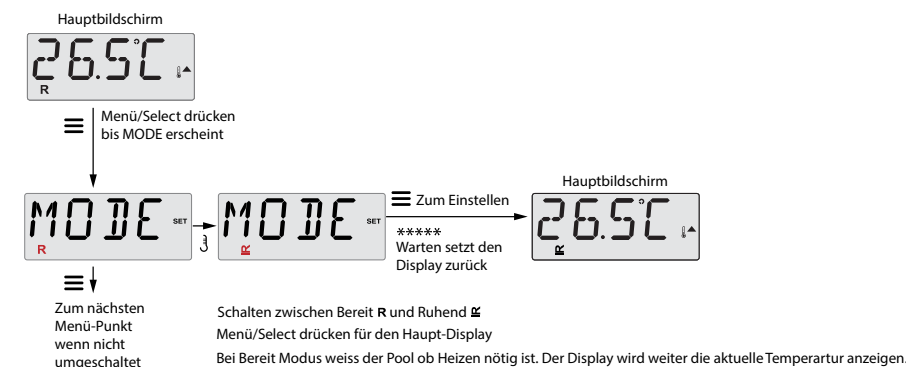 Hauptbildschirm
26.5°C
R
Menü/Select drücken
bis MODE erscheint
MODE SET
R
MODE SET
R
Zum Einstellen
*****
Warten setzt den
Display zurück
Hauptbildschirm
26.5°C
R
Zum nächsten
Menü-Punkt
wenn nicht
umgeschaltet
Schalten zwischen Bereit R und Ruhend R
Menü/Select drücken für den Haupt-Display
Bei Bereit Modus weiss der Pool ob Heizen nötig ist. Der Display wird weiter die aktuelle Temperartur anzeigen.